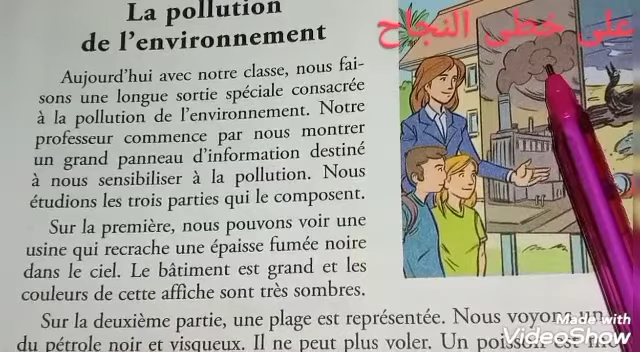 La pollution
de l'environnement
على خطى النجاح
Aujourd'hui avec notre classe, nous fai-
sons une longue sortie spéciale consacrée
à la pollution de l'environnement. Notre
professeur commence par nous montrer
un grand panneau d'information destiné
à nous sensibiliser à la pollution. Nous
étudions les trois parties qui le composent.
Sur la première, nous pouvons voir une
usine qui recrache une épaisse fumée noire
dans le ciel. Le bâtiment est grand et les
couleurs de cette affiche sont très sombres.
Sur la deuxième partie, une plage est représentée. Nous voyons un
du pétrole noir et visqueux. Il ne peut plus voler. Un poisson est
Made with
VideoShow